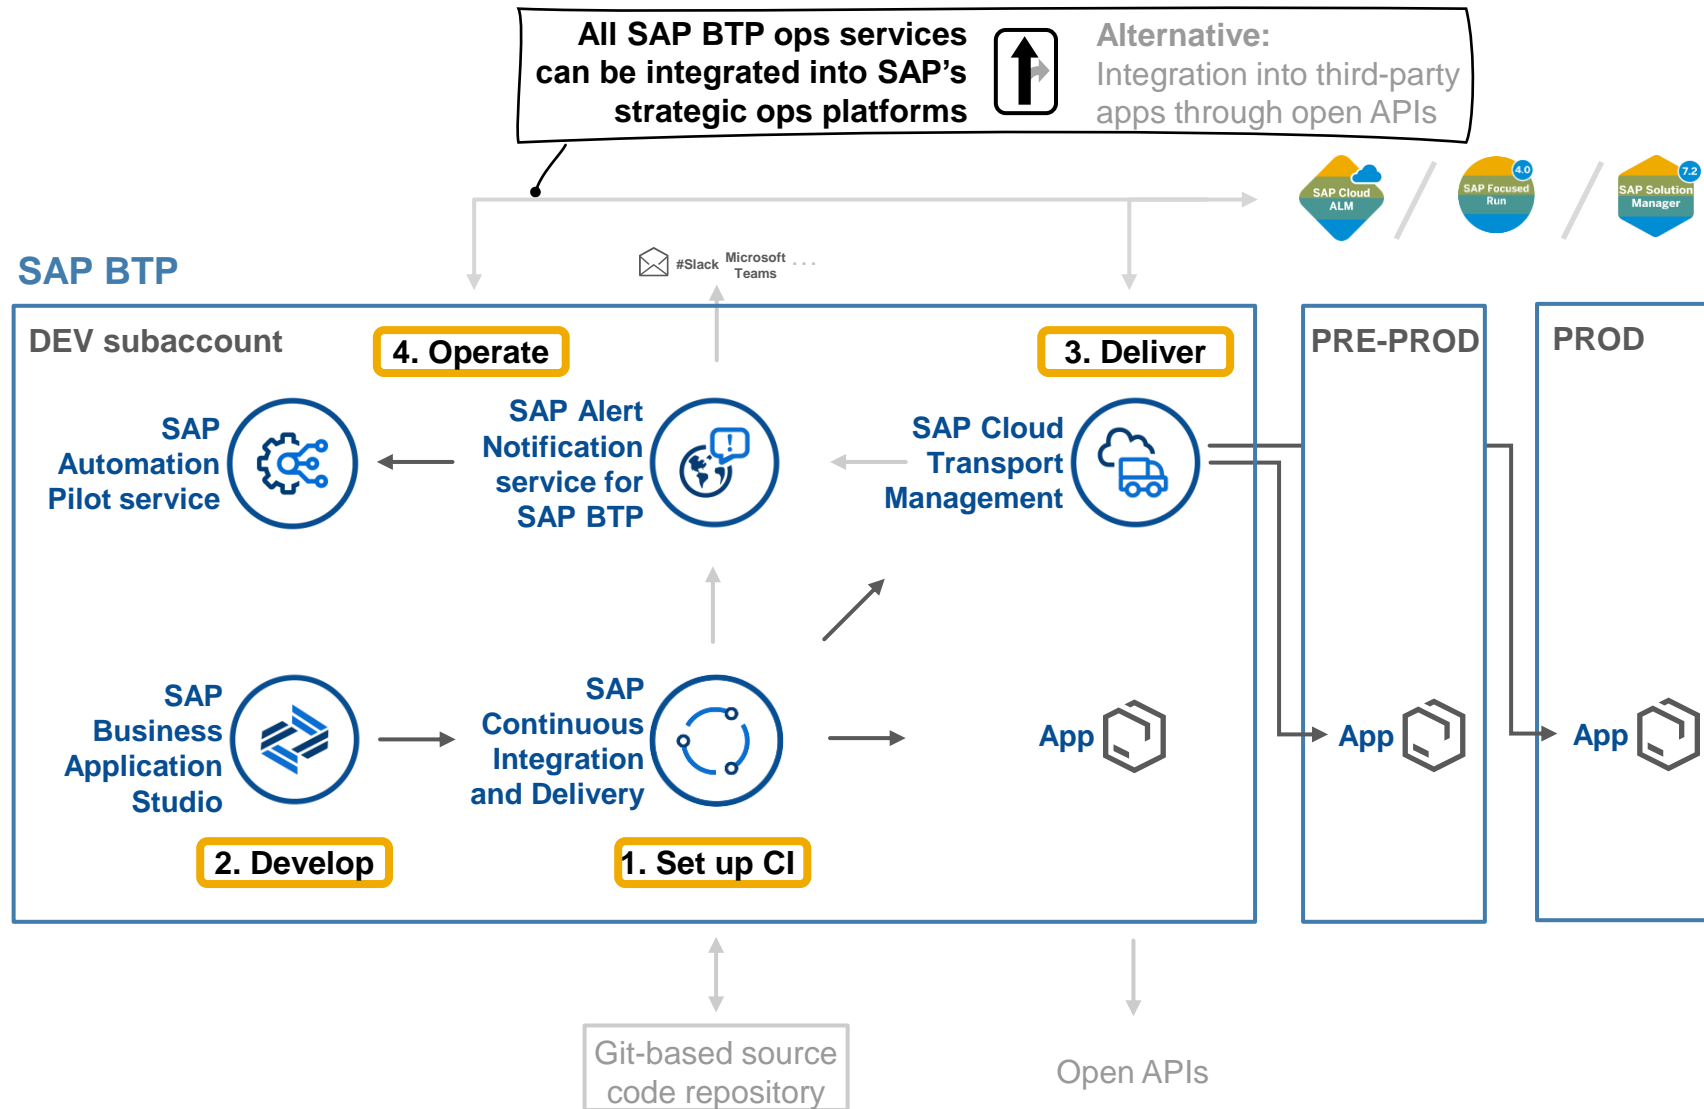 All SAP BTP ops services
can be integrated into SAP's
strategic ops platforms
Alternative:
Integration into third-party
apps through open APIs
SAP Cloud
ALM
SAP Focused
Run
4.0
SAP Solution
Manager
7.2
SAP BTP
#Slack
Microsoft
Teams
...
DEV subaccount
4. Operate
3. Deliver
PRE-PROD
PROD
SAP
Automation
Pilot service
SAP Alert
Notification
service for
SAP BTP
SAP Cloud
Transport
Management
SAP
Business
Application
Studio
SAP
Continuous
Integration
and Delivery
App
App
App
2. Develop
1. Set up CI
Git-based source
code repository
Open APIs